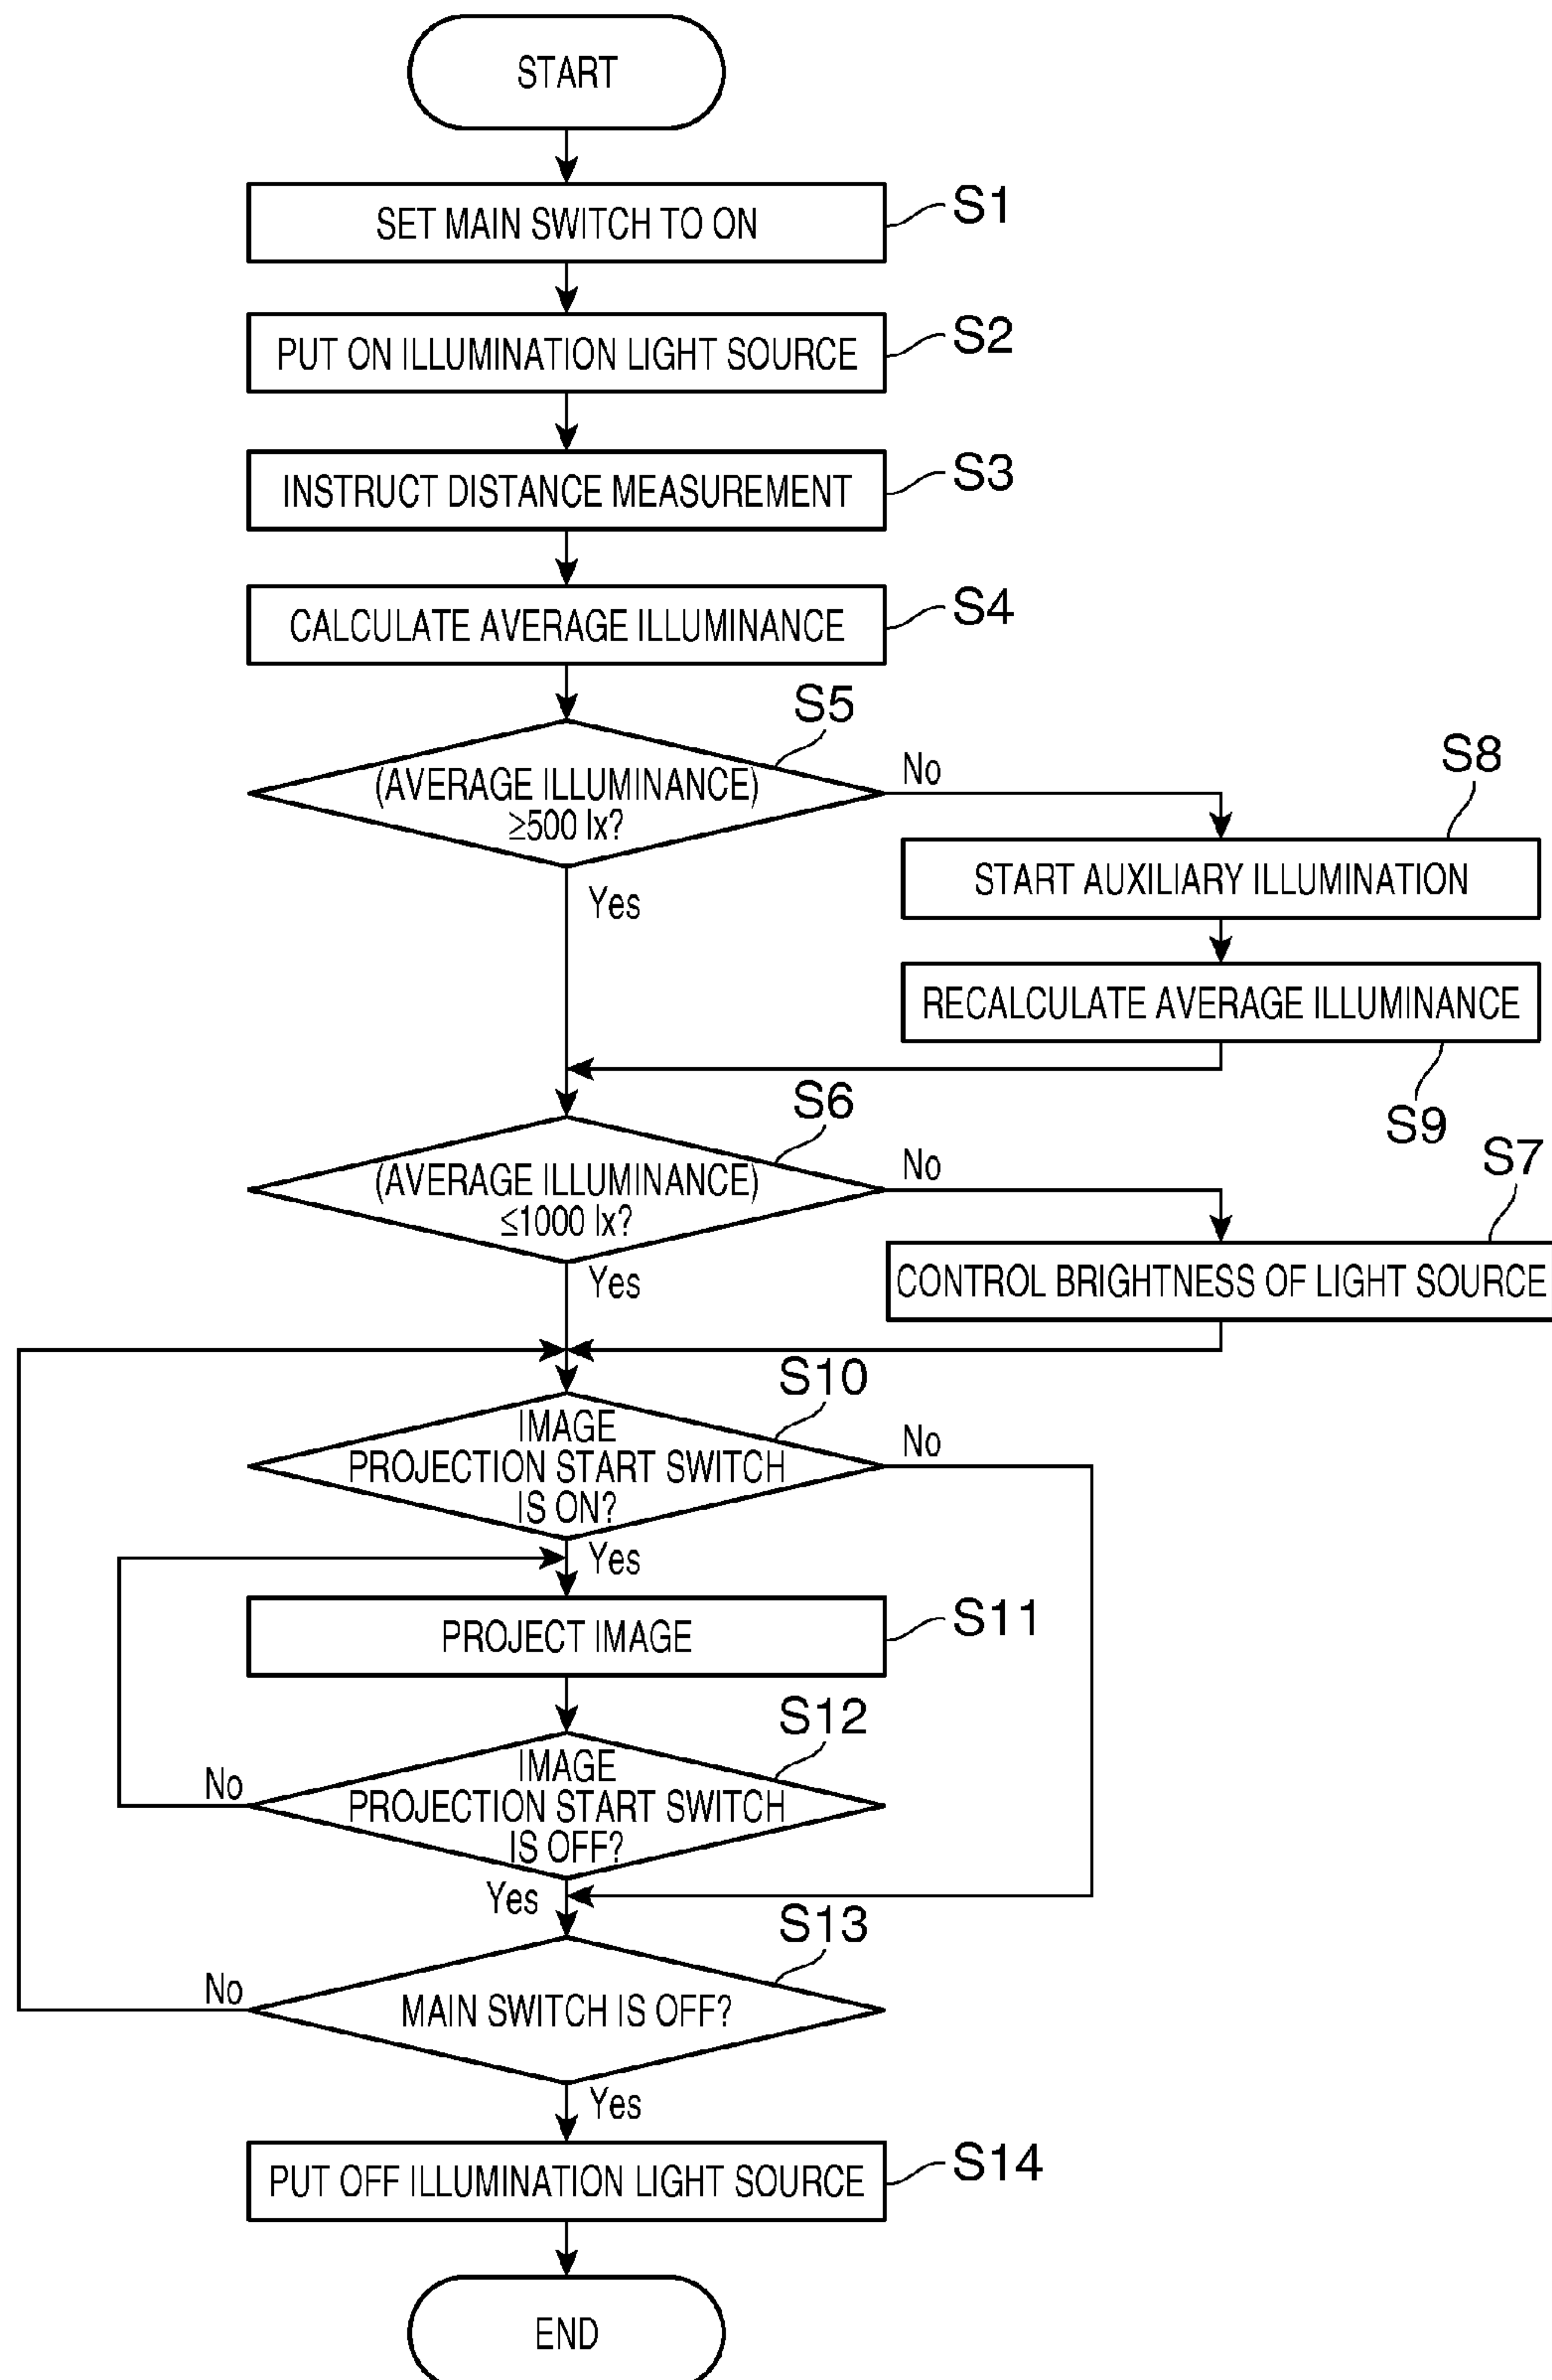 START
SET MAIN SWITCH TO ON
S1
PUT ON ILLUMINATION LIGHT SOURCE
S2
INSTRUCT DISTANCE MEASUREMENT
S3
CALCULATE AVERAGE ILLUMINANCE
S4
S5
(AVERAGE ILLUMINANCE)
≥500 lx?
No
Yes
S8
START AUXILIARY ILLUMINATION
RECALCULATE AVERAGE ILLUMINANCE
S9
S6
(AVERAGE ILLUMINANCE)
≤1000 lx?
No
Yes
S7
CONTROL BRIGHTNESS OF LIGHT SOURCE
S10
IMAGE
PROJECTION START SWITCH
IS ON?
No
Yes
PROJECT IMAGE
S11
S12
IMAGE
PROJECTION START SWITCH
IS OFF?
No
Yes
S13
MAIN SWITCH IS OFF?
No
Yes
PUT OFF ILLUMINATION LIGHT SOURCE
S14
END